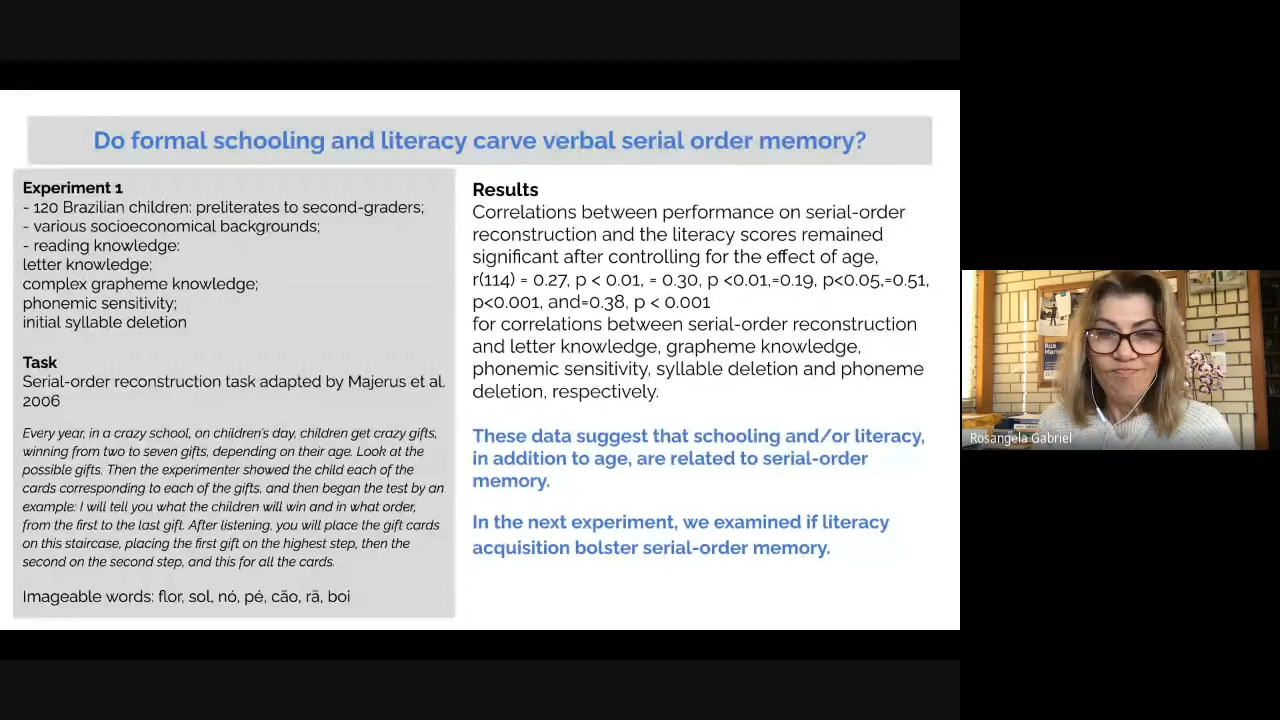 Do formal schooling and literacy carve verbal serial order memory?
Experiment 1
- 120 Brazilian children: preliterates to second-graders;
- various socioeconomical backgrounds;
- reading knowledge:
letter knowledge;
complex grapheme knowledge;
phonemic sensitivity;
initial syllable deletion
Task
Serial-order reconstruction task adapted by Majerus et al.
2006
Every year, in a crazy school, on children's day, children get crazy gifts,
winning from two to seven gifts, depending on their age. Look at the
possible gifts. Then the experimenter showed the child each of the
cards corresponding to each of the gifts, and then began the test by an
example: I will tell you what the children will win and in what order,
from the first to the last gift. After listening, you will place the gift cards
on this staircase, placing the first gift on the highest step, then the
second on the second step, and this for all the cards.
Imageable words: flor, sol, nó, pé, cão, rã, boi
Results
Correlations between performance on serial-order
reconstruction and the literacy scores remained
significant after controlling for the effect of age,
r(114) = 0.27, p < 0.01, = 0.30, p <0.01,=0.19, p<0.05,=0.51,
p<0.001, and=0.38, p < 0.001
for correlations between serial-order reconstruction
and letter knowledge, grapheme knowledge,
phonemic sensitivity, syllable deletion and phoneme
deletion, respectively.
These data suggest that schooling and/or literacy,
in addition to age, are related to serial-order
memory.
In the next experiment, we examined if literacy
acquisition bolster serial-order memory.
Rua
Rosangela Gabriel